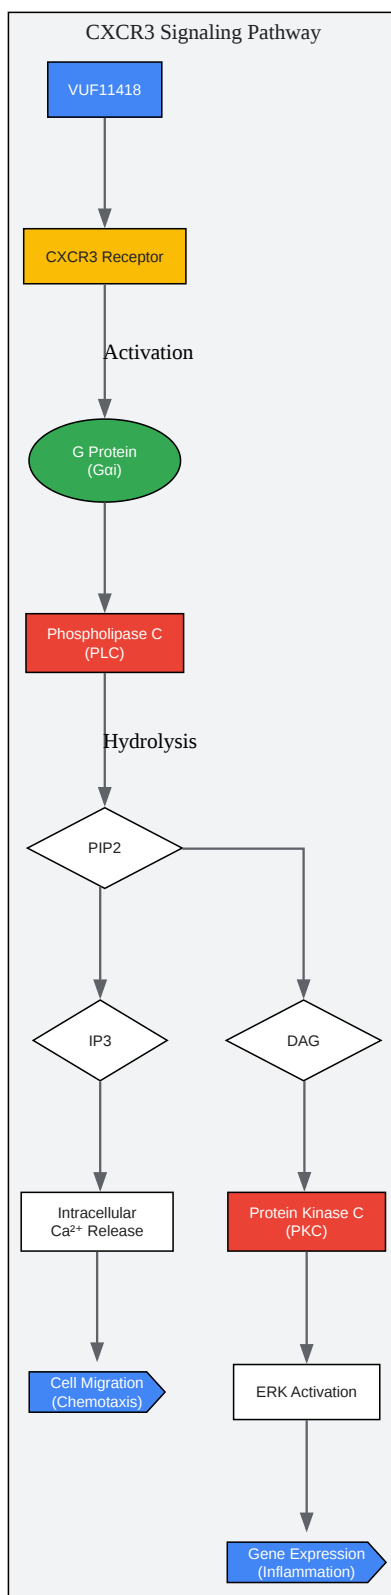 CXCR3 Signaling Pathway
VUF11418
CXCR3 Receptor
Activation
G Protein
(Gαi)
Phospholipase C
(PLC)
Hydrolysis
PIP2
IP3
DAG
Intracellular
Ca²⁺ Release
Protein Kinase C
(PKC)
Cell Migration
(Chemotaxis)
ERK Activation
Gene Expression
(Inflammation)